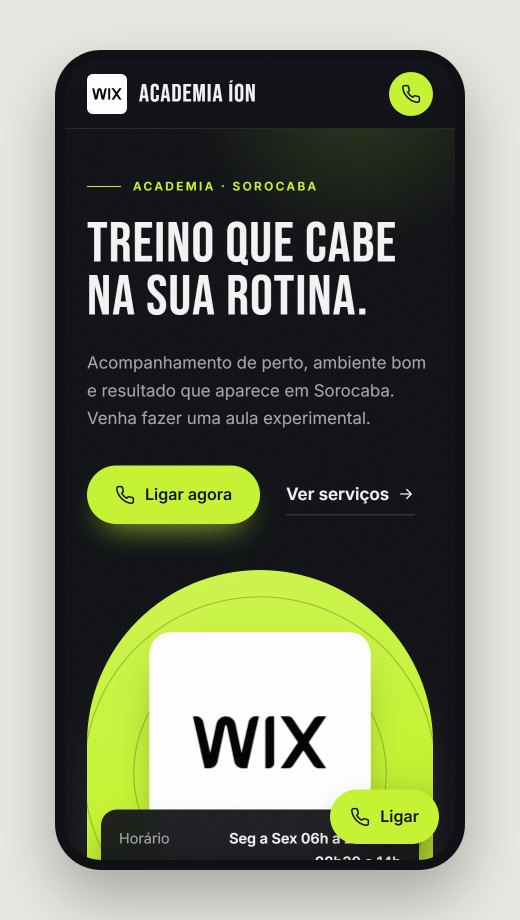 WIX
ACADEMIA ÍON
ACADEMIA · SOROCABA
TREINO QUE CABE
NA SUA ROTINA.
Acompanhamento de perto, ambiente bom
e resultado que aparece em Sorocaba.
Venha fazer uma aula experimental.
Ligar agora
Ver serviços →
WIX
Ligar
Horário
Seg a Sex 06h a